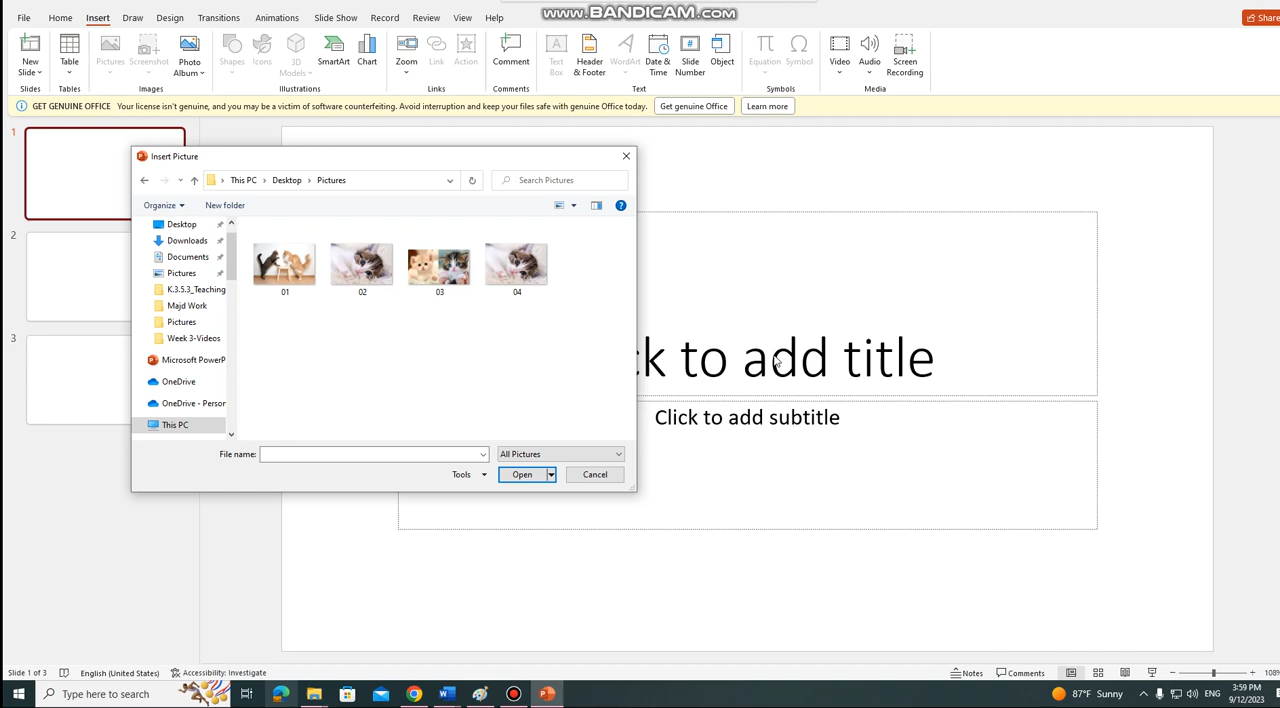 www.BANDICAM.com
File Home Insert Draw Design Transitions Animations Slide Show Record Review View Help
Share
New Slide Table Pictures Screenshot Photo Album Shapes Icons 3D Models SmartArt Chart Zoom Link Action Comment Text Box Header & Footer WordArt Date & Time Slide Number Object Equation Symbol Video Audio Screen Recording
Slides Tables Images Illustrations Links Comments Text Symbols Media
GET GENUINE OFFICE Your license isn't genuine, and you may be a victim of software counterfeiting. Avoid interruption and keep your files safe with genuine Office today. Get genuine Office Learn more
1
2
3
Insert Picture
This PC > Desktop > Pictures
Search Pictures
Organize New folder
Desktop
Downloads
Documents
Pictures
K.3.5.3_Teaching
Majd Work
Pictures
Week 3-Videos
Microsoft PowerP
OneDrive
OneDrive - Person
This PC
01 02 03 04
File name: All Pictures
Tools Open Cancel
ck to add title
Click to add subtitle
Slide 1 of 3 English (United States) Accessibility: Investigate Notes Comments 108%
Type here to search
87°F Sunny ENG
3:59 PM
9/12/2023